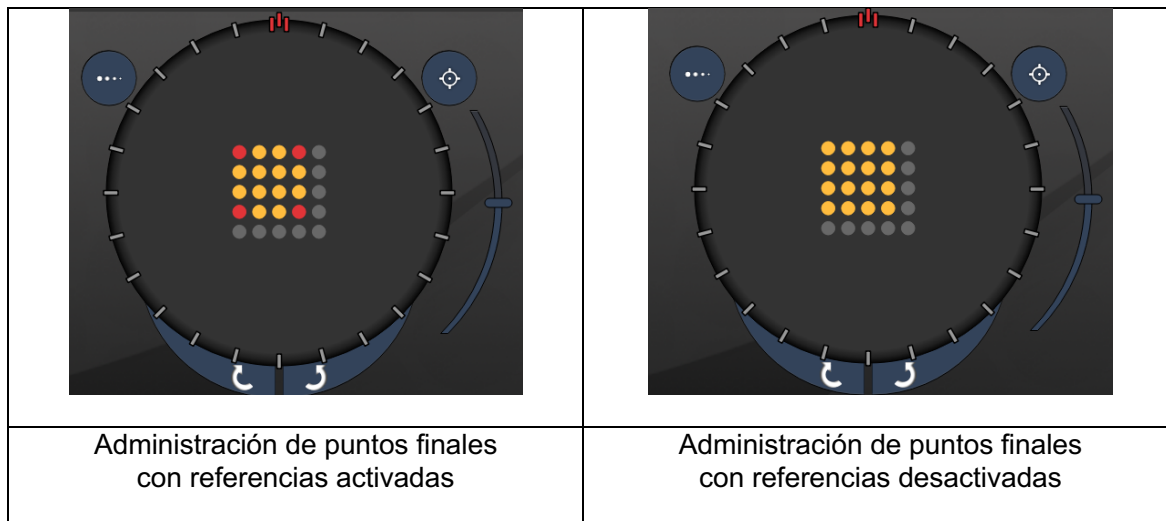 Administración de puntos finales
con referencias activadas
Administración de puntos finales
con referencias desactivadas